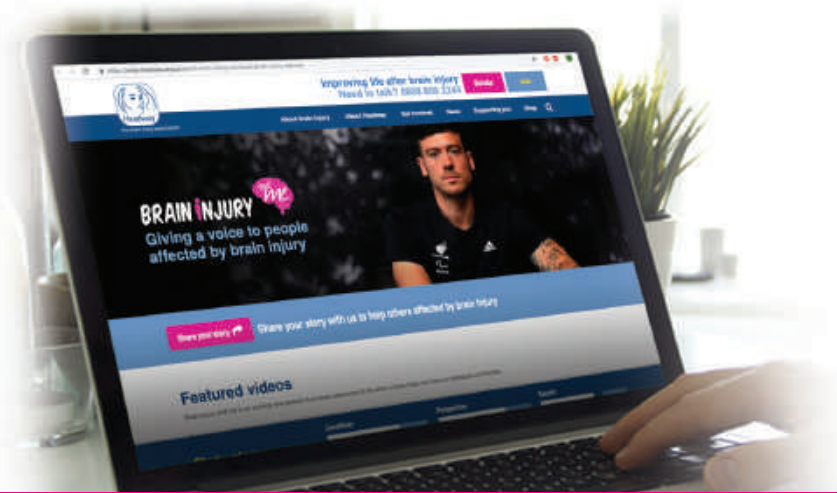 improving life after brain injury
Need to talk? 0808 800 2244
Donate
Headway
About brain injury
About Headway
Get involved
News
Supporting you
Shop
BRAIN INJURY
& me
Giving a voice to people
affected by brain injury
Share your story
Share your story with us to help others affected by brain injury
Featured videos